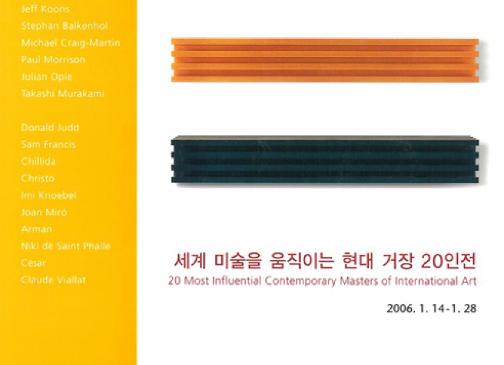 Jeff Koons
Stephan Balkenhol
Michael Craig-Martin
Paul Morrison
Julian Opie
Takashi Murakami
Donald Judd
Sam Francis
Chillida
Christo
Imi Knoebel
Joan Miró
Arman
Niki de Saint Phalle
César
Claude Viallat
세계 미술을 움직이는 현대 거장 20인전
20 Most Influential Contemporary Masters of International Art
2006. 1. 14 - 1. 28